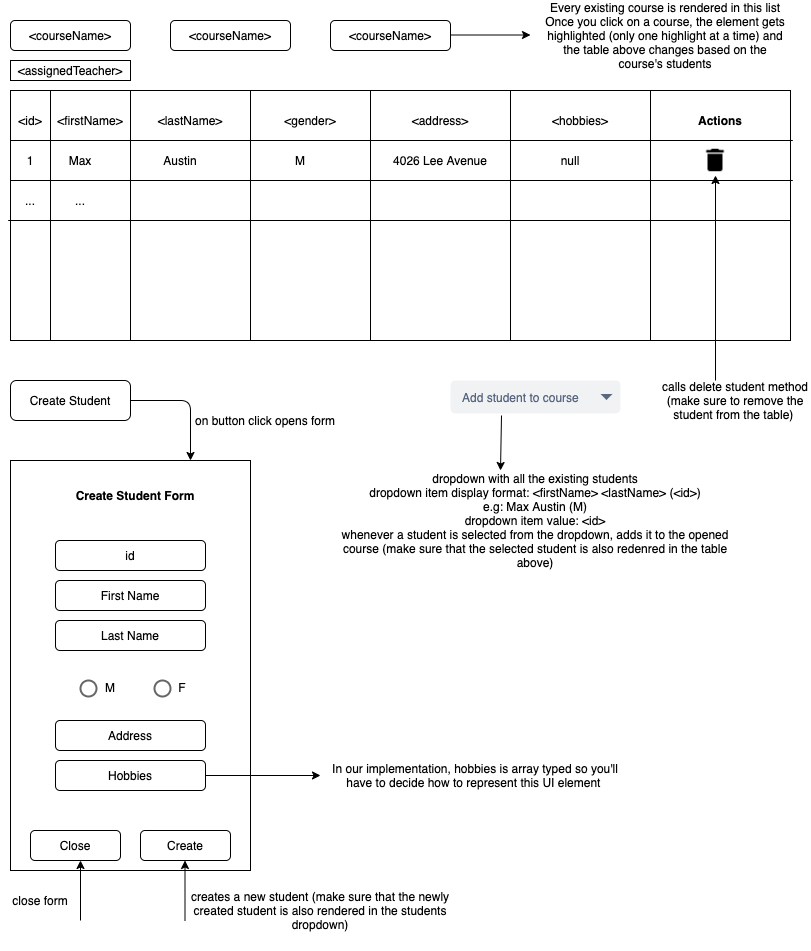 Every existing course is rendered in this list
Once you click on a course, the element gets
highlighted (only one highlight at a time) and
the table above changes based on the
course's students
<courseName>
<courseName>
<courseName>
<assignedTeacher>
<id> <firstName> <lastName> <gender> <address> <hobbies> Actions
1 Max Austin M 4026 Lee Avenue null
... ...
Create Student
on button click opens form
Add student to course
calls delete student method
(make sure to remove the
student from the table)
dropdown with all the existing students
dropdown item display format: <firstName> <lastName> (<id>)
e.g: Max Austin (M)
dropdown item value: <id>
whenever a student is selected from the dropdown, adds it to the opened
course (make sure that the selected student is also redenred in the table
above)
Create Student Form
id
First Name
Last Name
M F
Address
Hobbies
In our implementation, hobbies is array typed so you'll
have to decide how to represent this UI element
Close
Create
close form
creates a new student (make sure that the newly
created student is also rendered in the students
dropdown)